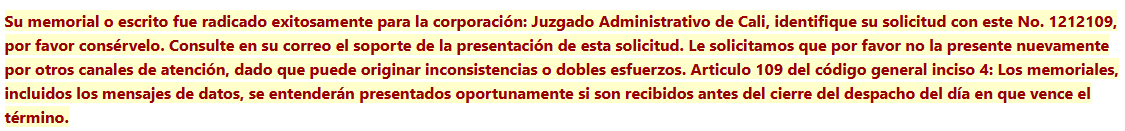 Su memorial o escrito fue radicado exitosamente para la corporación: Juzgado Administrativo de Cali, identifique su solicitud con este No. 1212109,
por favor consérvelo. Consulte en su correo el soporte de la presentación de esta solicitud. Le solicitamos que por favor no la presente nuevamente
por otros canales de atención, dado que puede originar inconsistencias o dobles esfuerzos. Articulo 109 del código general inciso 4: Los memoriales,
incluidos los mensajes de datos, se entenderán presentados oportunamente si son recibidos antes del cierre del despacho del día en que vence el
término.